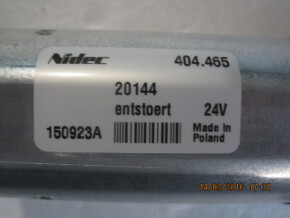 Nidec 404.465
20144
entstoert 24V
150923A Made in
Poland